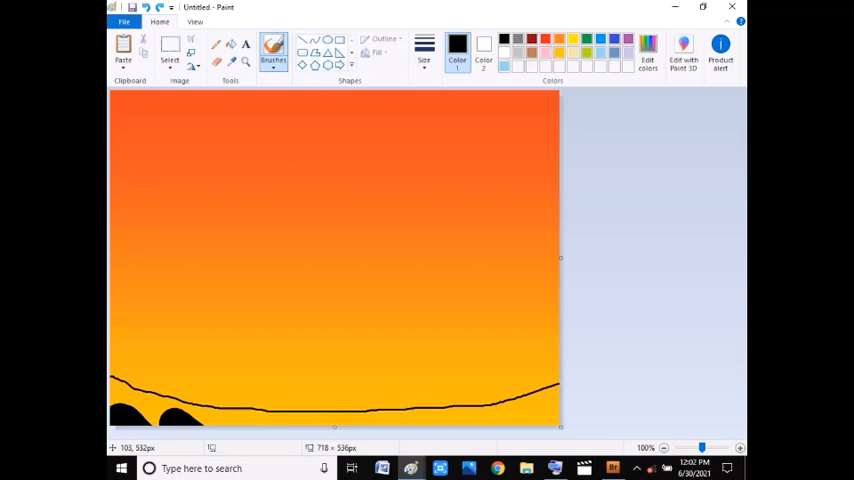 Untitled - Paint
File Home View
Paste
Select
Brushes
Outline
Fill
Size
Color 1
Color 2
Edit colors
Edit with Paint 3D
Product alert
Clipboard Image Tools Shapes Colors
103, 532px
718 × 536px
100%
Type here to search
12:02 PM
6/30/2021